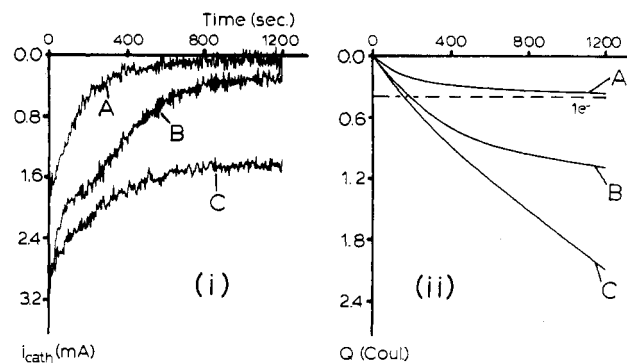 Time (sec.)
0.0 400 800 1200
0.8
1.6
2.4
3.2
A
B
C
(i)
i_cath (mA)
0.0 0 400 800 1200
0.6
1.2
1.8
2.4
A
1e-
B
C
(ii)
Q (Coul.)